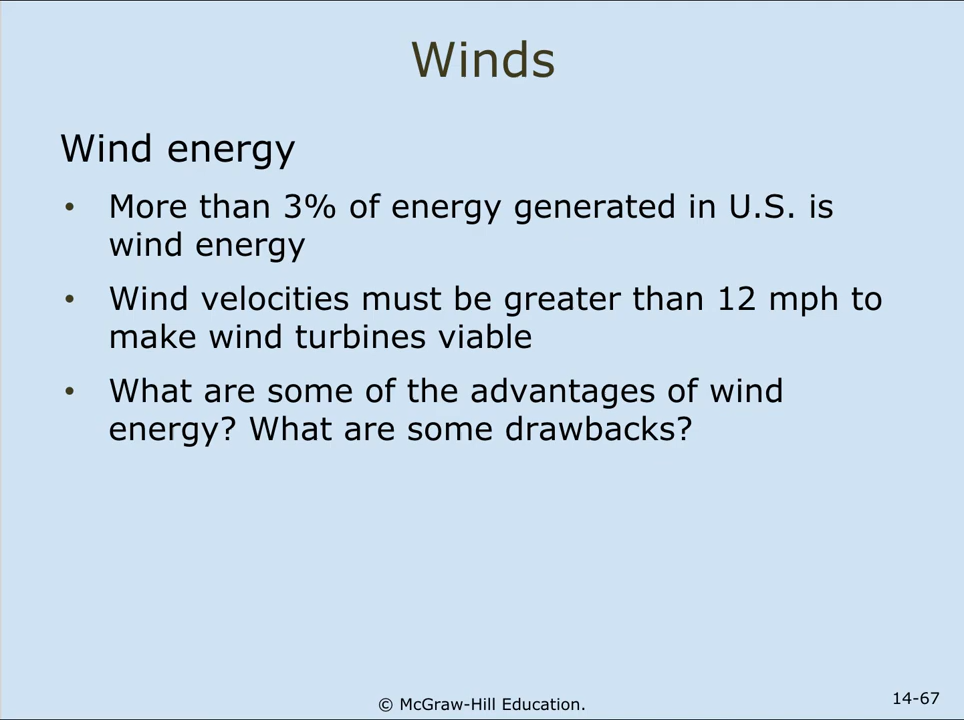 Winds
Wind energy
• More than 3% of energy generated in U.S. is
wind energy
• Wind velocities must be greater than 12 mph to
make wind turbines viable
• What are some of the advantages of wind
energy? What are some drawbacks?
© McGraw-Hill Education.
14-67